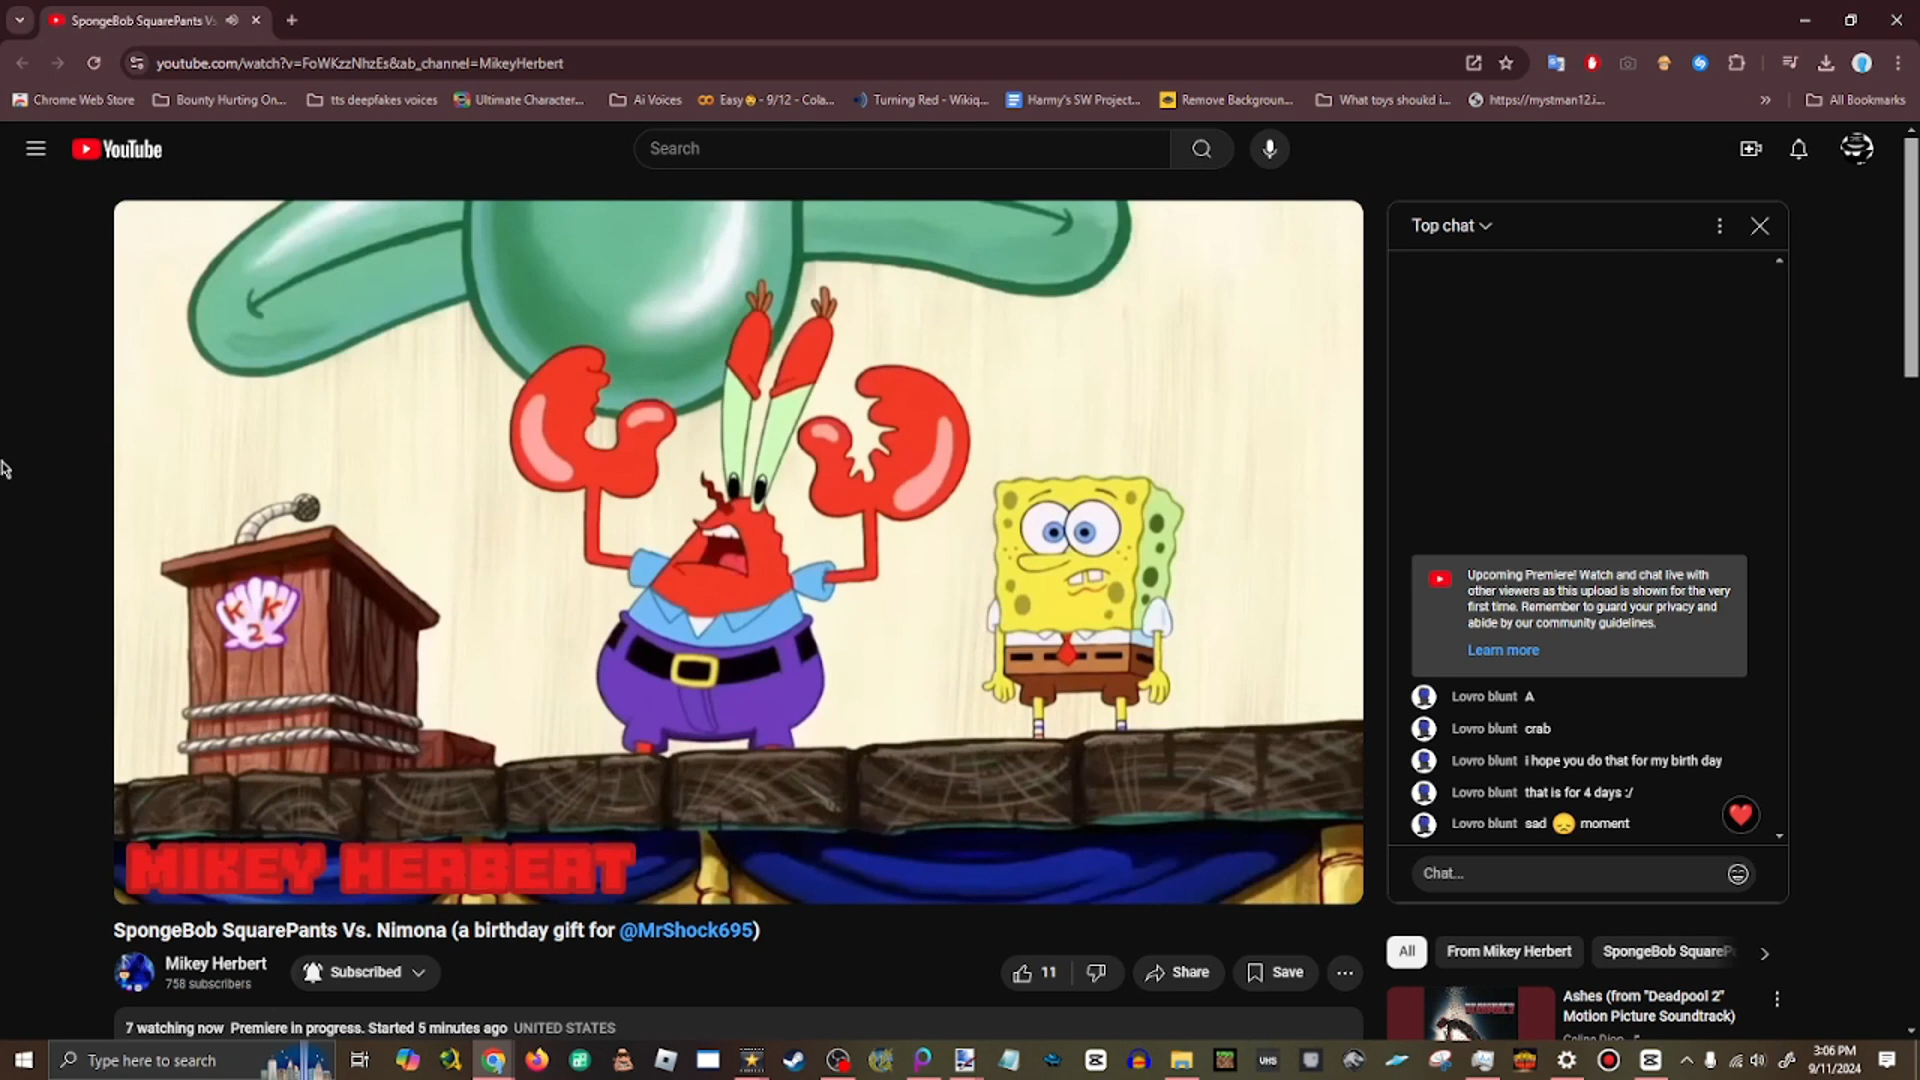 SpongeBob SquarePants V
youtube.com/watch?v=FoWKzzNhzEs&ab_channel=MikeyHerbert
Chrome Web Store
Bounty Hurting On...
tts deepfakes voices
Ultimate Character...
Ai Voices
Easy - 9/12 - Cola...
Turning Red - Wikiq...
Harmy's SW Project...
Remove Backgroun...
What toys shoukd i...
https://mystman12.i...
All Bookmarks
YouTube
Search
Top chat
K K
2
MIKEY HERBERT
Upcoming Premiere! Watch and chat live with
other viewers as this upload is shown for the very
first time. Remember to guard your privacy and
abide by our community guidelines.
Learn more
Lovro blunt A
Lovro blunt crab
Lovro blunt i hope you do that for my birth day
Lovro blunt that is for 4 days :/
Lovro blunt sad 😞 moment
Chat...
SpongeBob SquarePants Vs. Nimona (a birthday gift for @MrShock695)
Mikey Herbert
758 subscribers
Subscribed
11
Share
Save
7 watching now Premiere in progress. Started 5 minutes ago UNITED STATES
All
From Mikey Herbert
SpongeBob SquareP
Ashes (from "Deadpool 2"
Motion Picture Soundtrack)
Type here to search
VHS
3:06 PM
9/11/2024